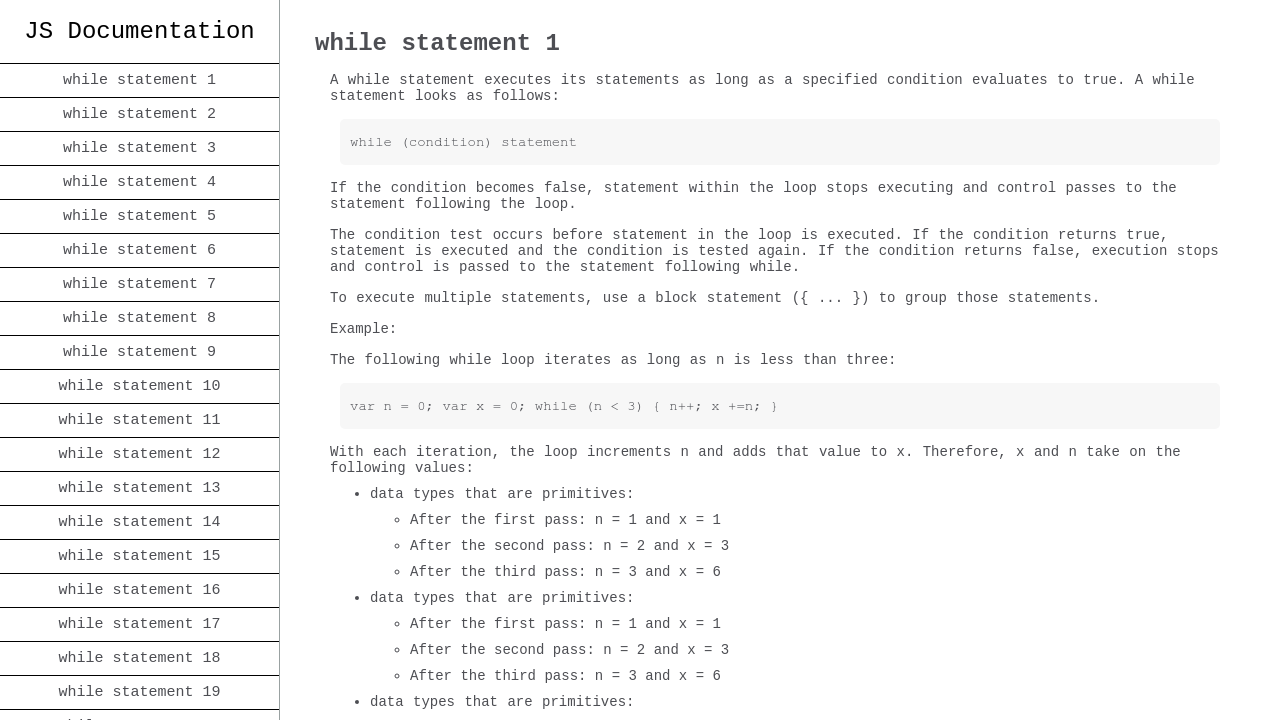 JS Documentation
while statement 1
while statement 2
while statement 3
while statement 4
while statement 5
while statement 6
while statement 7
while statement 8
while statement 9
while statement 10
while statement 11
while statement 12
while statement 13
while statement 14
while statement 15
while statement 16
while statement 17
while statement 18
while statement 19
while statement 1
A while statement executes its statements as long as a specified condition evaluates to true. A while
statement looks as follows:
while (condition) statement
If the condition becomes false, statement within the loop stops executing and control passes to the
statement following the loop.
The condition test occurs before statement in the loop is executed. If the condition returns true,
statement is executed and the condition is tested again. If the condition returns false, execution stops
and control is passed to the statement following while.
To execute multiple statements, use a block statement ({ ... }) to group those statements.
Example:
The following while loop iterates as long as n is less than three:
var n = 0; var x = 0; while (n < 3) { n++; x +=n; }
With each iteration, the loop increments n and adds that value to x. Therefore, x and n take on the
following values:
• data types that are primitives:
◦ After the first pass: n = 1 and x = 1
◦ After the second pass: n = 2 and x = 3
◦ After the third pass: n = 3 and x = 6
• data types that are primitives:
◦ After the first pass: n = 1 and x = 1
◦ After the second pass: n = 2 and x = 3
◦ After the third pass: n = 3 and x = 6
• data types that are primitives: